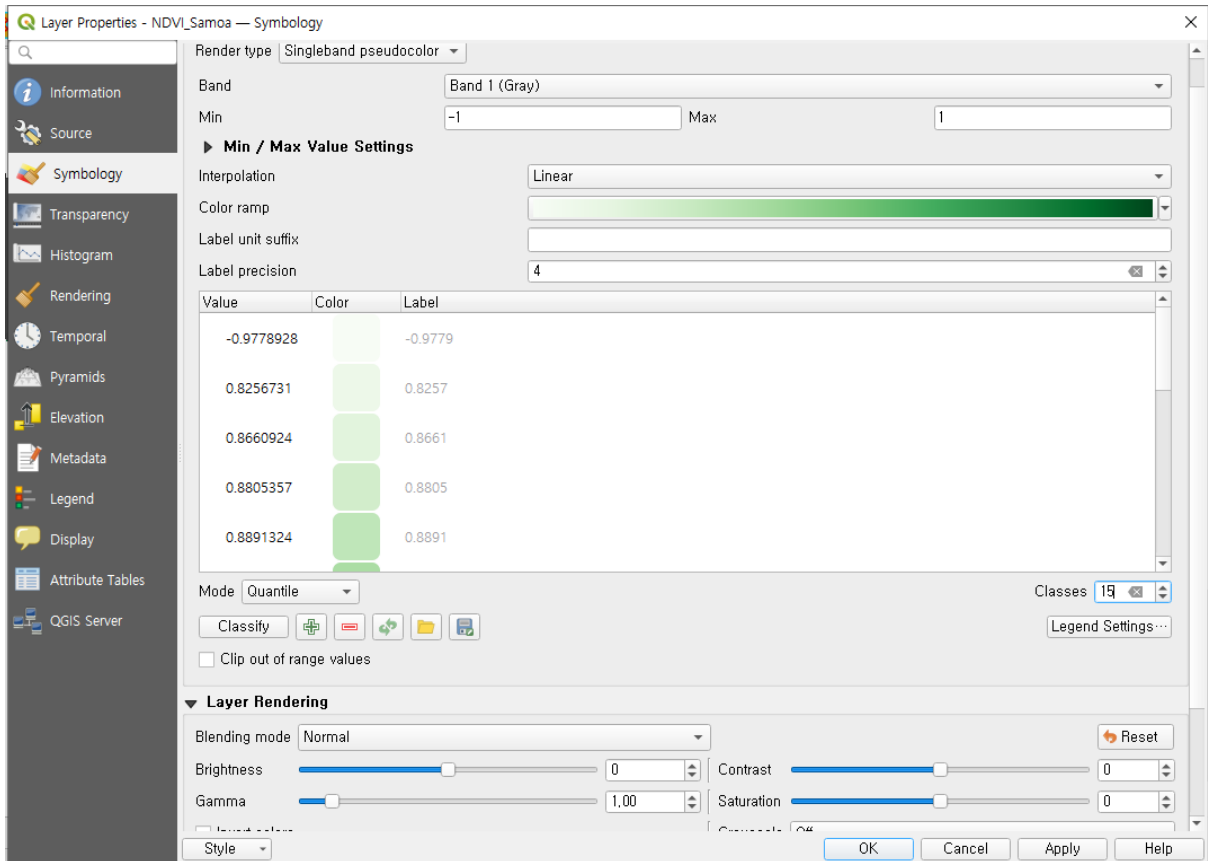 Layer Properties - NDVI_Samoa — Symbology
Render type Singleband pseudocolor
Information
Source
Symbology
Transparency
Histogram
Rendering
Temporal
Pyramids
Elevation
Metadata
Legend
Display
Attribute Tables
QGIS Server
Band Band 1 (Gray)
Min -1 Max 1
Min / Max Value Settings
Interpolation Linear
Color ramp
Label unit suffix
Label precision 4
Value Color Label
-0.9778928 -0.9779
0.8256731 0.8257
0.8660924 0.8661
0.8805357 0.8805
0.8891324 0.8891
Mode Quantile Classes 15
Classify Legend Settings...
Clip out of range values
Layer Rendering
Blending mode Normal Reset
Brightness 0 Contrast 0
Gamma 1,00 Saturation 0
Style OK Cancel Apply Help